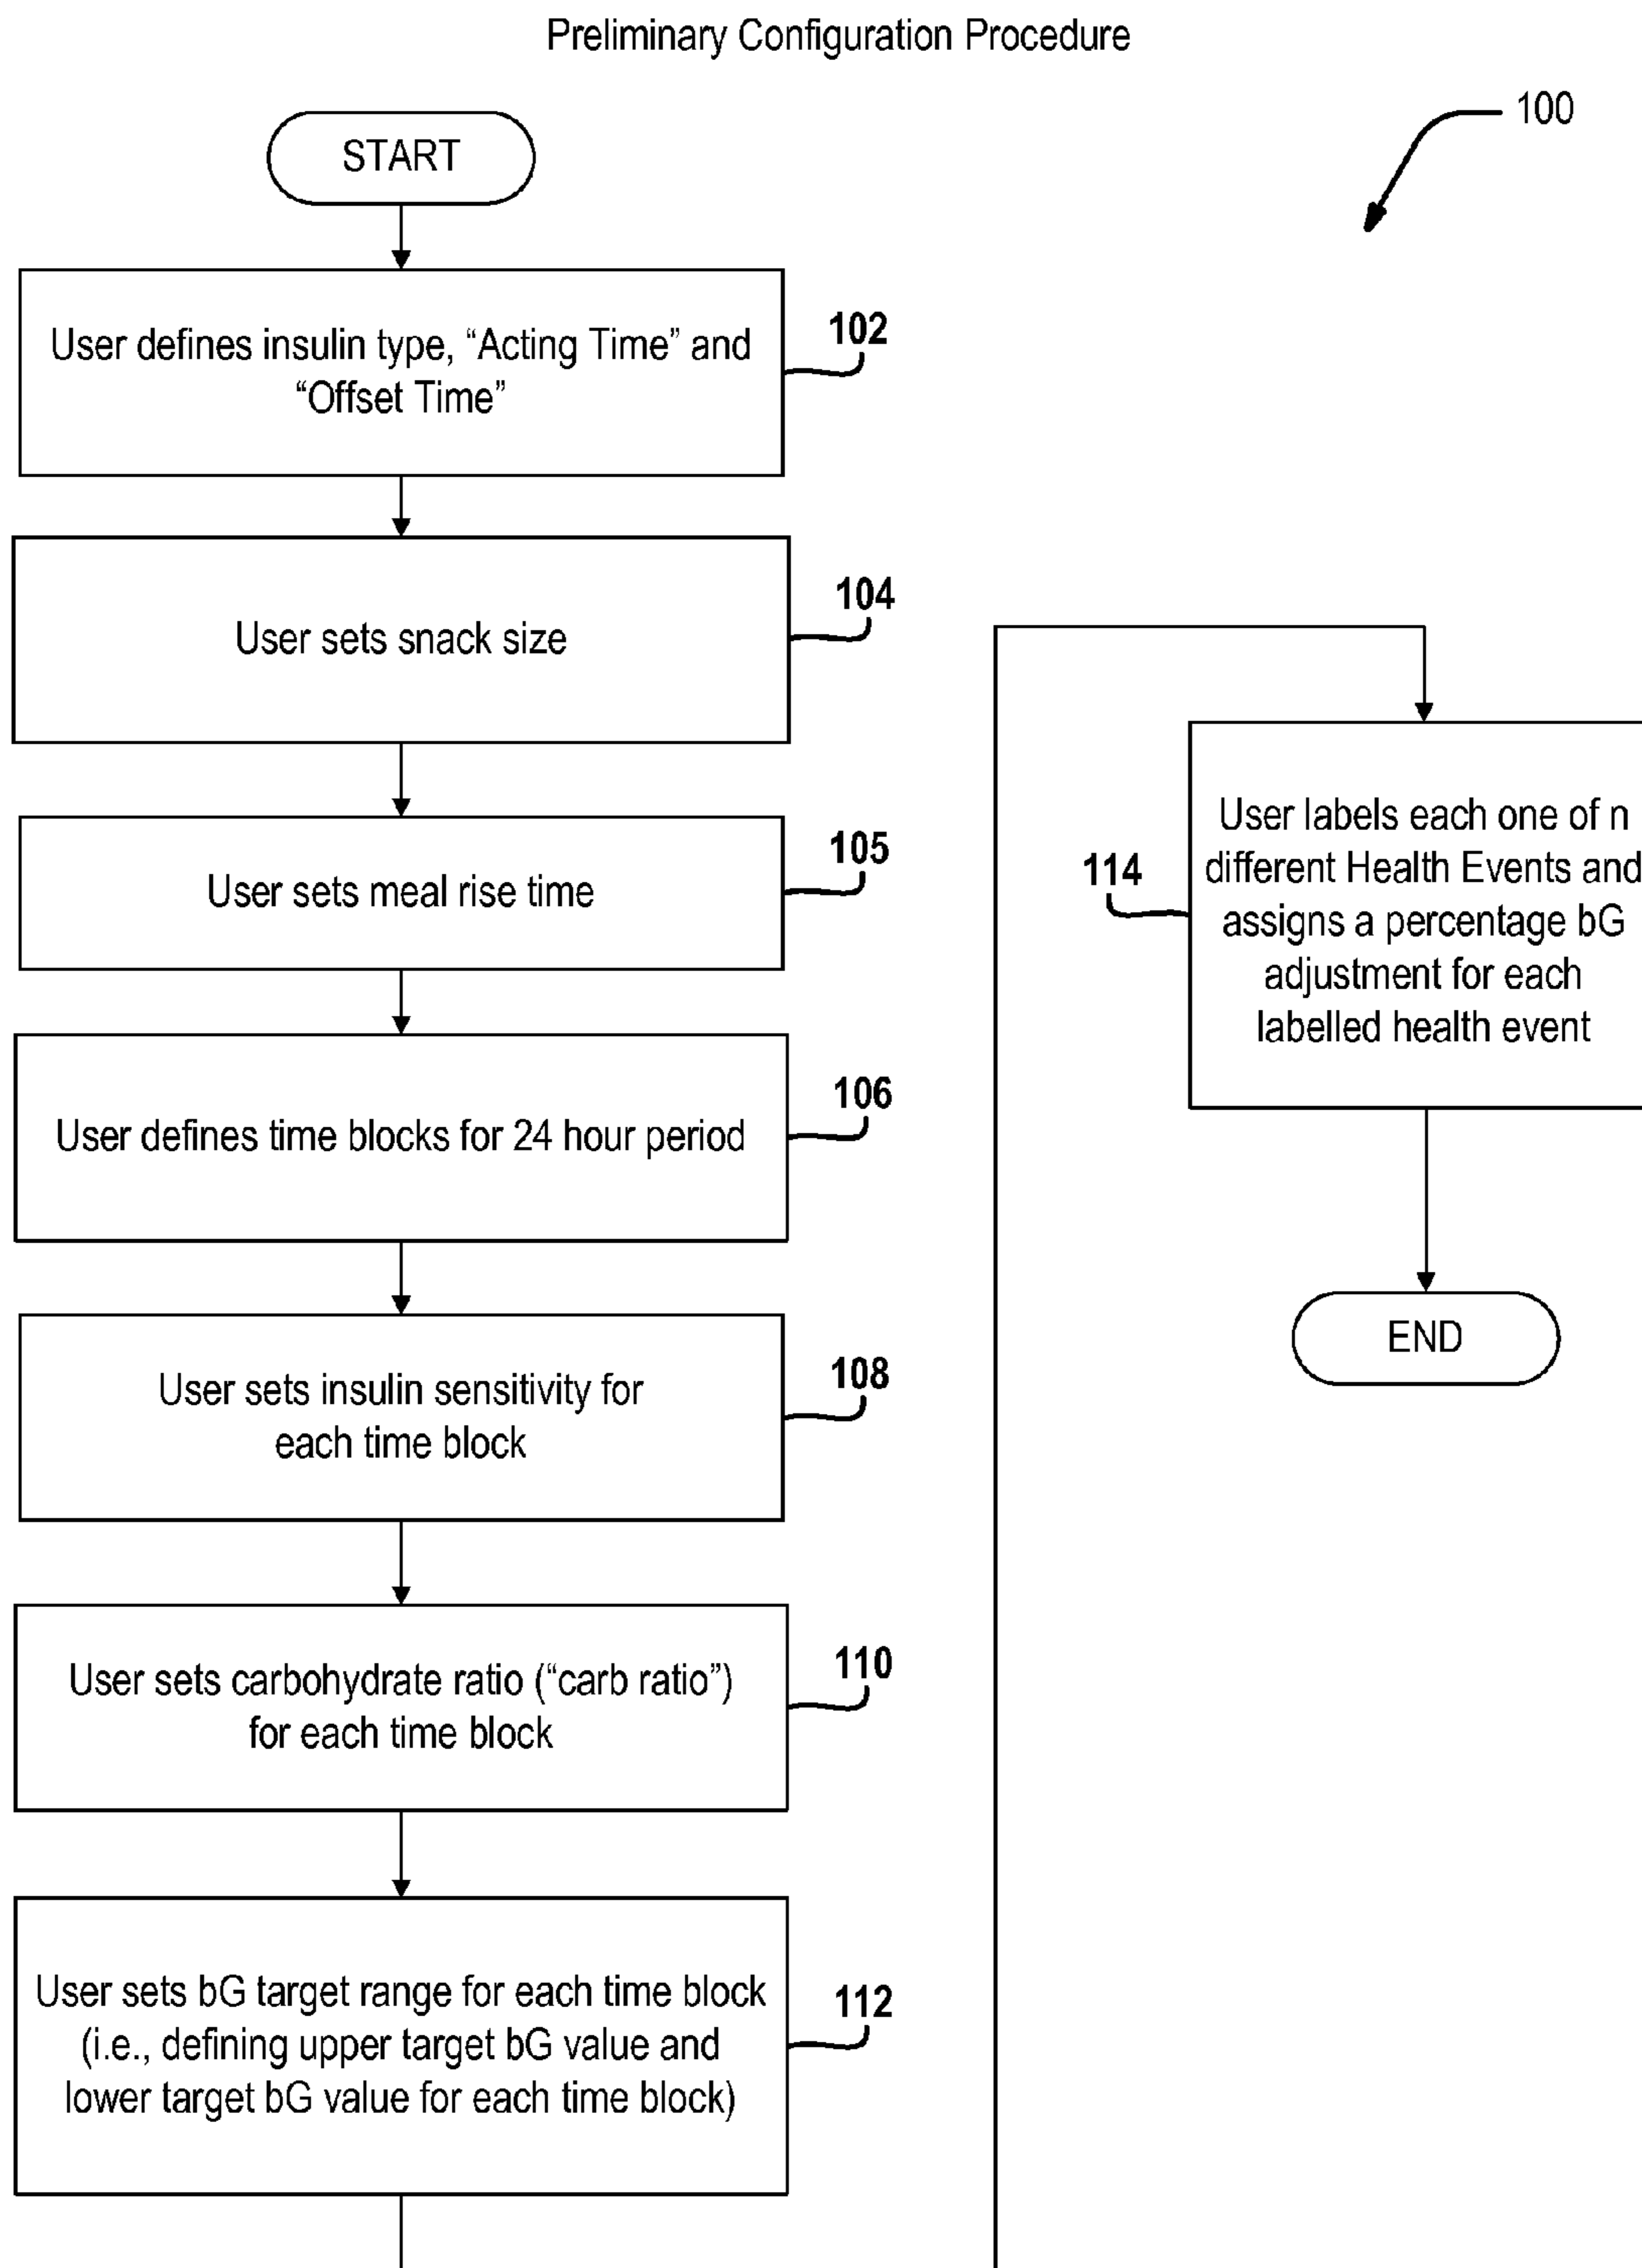 Preliminary Configuration Procedure
100
START
User defines insulin type, “Acting Time” and
“Offset Time”
102
User sets snack size
104
User sets meal rise time
105
User defines time blocks for 24 hour period
106
User sets insulin sensitivity for
each time block
108
User sets carbohydrate ratio (“carb ratio”)
for each time block
110
User sets bG target range for each time block
(i.e., defining upper target bG value and
lower target bG value for each time block)
112
User labels each one of n
different Health Events and
assigns a percentage bG
adjustment for each
labelled health event
114
END